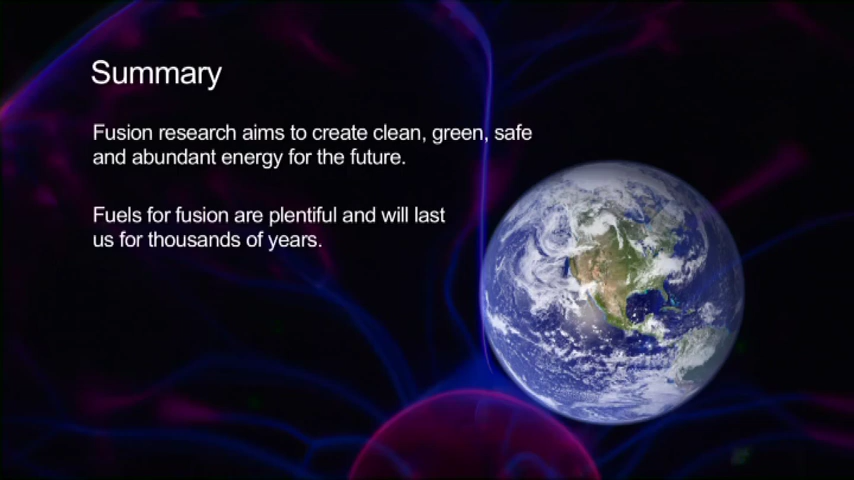 Summary
Fusion research aims to create clean, green, safe
and abundant energy for the future.
Fuels for fusion are plentiful and will last
us for thousands of years.